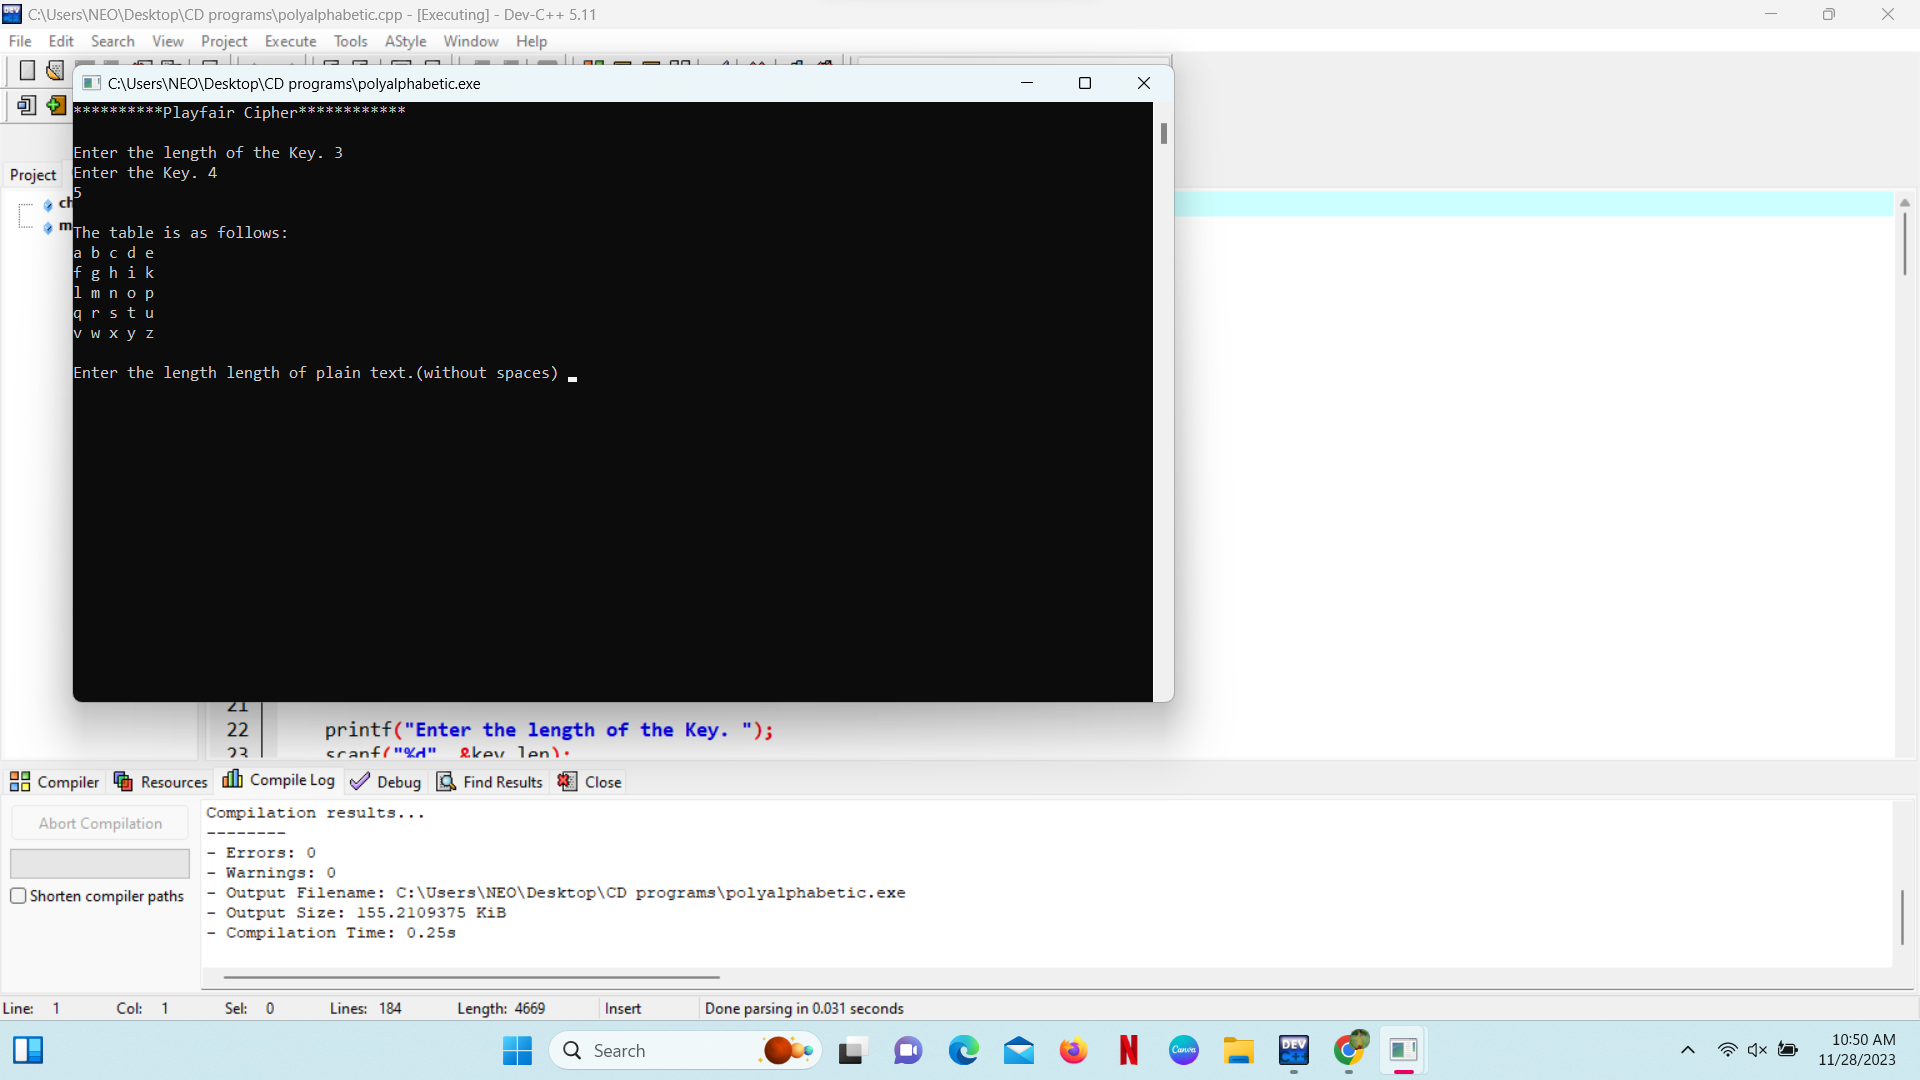 C:\Users\NEO\Desktop\CD programs\polyalphabetic.cpp - [Executing] - Dev-C++ 5.11
File Edit Search View Project Execute Tools AStyle Window Help
C:\Users\NEO\Desktop\CD programs\polyalphabetic.exe
**********Playfair Cipher************
Enter the length of the Key. 3
Enter the Key. 4
5
The table is as follows:
a b c d e
f g h i k
l m n o p
q r s t u
v w x y z
Enter the length length of plain text.(without spaces)
Project
ch
m
21
22 printf("Enter the length of the Key. ");
23 scanf("%d", &key_len);
Compiler Resources Compile Log Debug Find Results Close
Abort Compilation
Shorten compiler paths
Compilation results...
--------
- Errors: 0
- Warnings: 0
- Output Filename: C:\Users\NEO\Desktop\CD programs\polyalphabetic.exe
- Output Size: 155.2109375 KiB
- Compilation Time: 0.25s
Line: 1 Col: 1 Sel: 0 Lines: 184 Length: 4669 Insert Done parsing in 0.031 seconds
Search
N
Canva
DEV
10:50 AM
11/28/2023